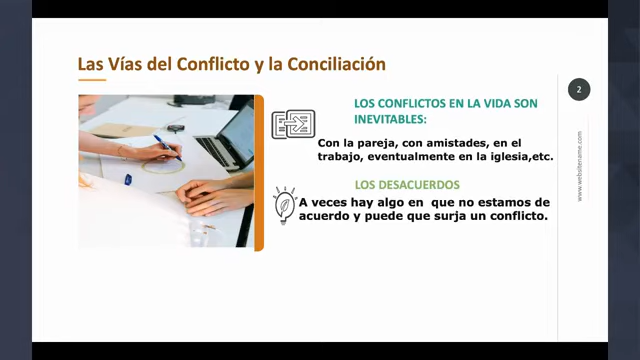 Las Vías del Conflicto y la Conciliación
2
LOS CONFLICTOS EN LA VIDA SON
INEVITABLES:
Con la pareja, con amistades, en el
trabajo, eventualmente en la iglesia,etc.
LOS DESACUERDOS
A veces hay algo en que no estamos de
acuerdo y puede que surja un conflicto.
www.websitename.com